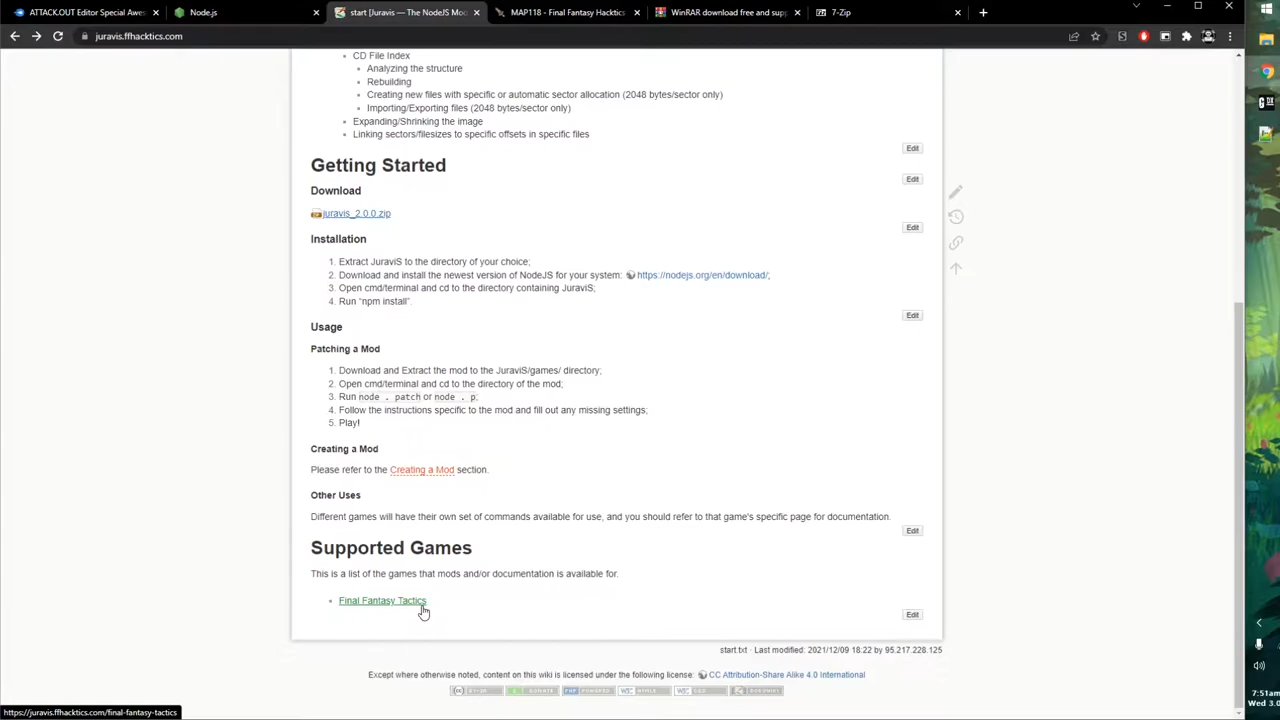 ATTACK.OUT Editor Special Awes
Node.js
start [Juravis — The NodeJS Mo
MAP118 - Final Fantasy Hacktics
WinRAR download free and supp
7-Zip
juravis.ffhacktics.com
CD File Index
Analyzing the structure
Rebuilding
Creating new files with specific or automatic sector allocation (2048 bytes/sector only)
Importing/Exporting files (2048 bytes/sector only)
Expanding/Shrinking the image
Linking sectors/filesizes to specific offsets in specific files
Edit
Getting Started
Edit
Download
juravis_2.0.0.zip
Edit
Installation
1. Extract JuraviS to the directory of your choice;
2. Download and install the newest version of NodeJS for your system: https://nodejs.org/en/download/;
3. Open cmd/terminal and cd to the directory containing JuraviS;
4. Run "npm install".
Edit
Usage
Patching a Mod
1. Download and Extract the mod to the JuraviS/games/ directory;
2. Open cmd/terminal and cd to the directory of the mod;
3. Run node . patch or node . p;
4. Follow the instructions specific to the mod and fill out any missing settings;
5. Play!
Creating a Mod
Please refer to the Creating a Mod section.
Other Uses
Different games will have their own set of commands available for use, and you should refer to that game's specific page for documentation.
Edit
Supported Games
This is a list of the games that mods and/or documentation is available for.
Final Fantasy Tactics
Edit
start.txt · Last modified: 2021/12/09 18:22 by 95.217.228.125
Except where otherwise noted, content on this wiki is licensed under the following license: CC Attribution-Share Alike 4.0 International
https://juravis.ffhacktics.com/final-fantasy-tactics
7:51am
Wed 3.0